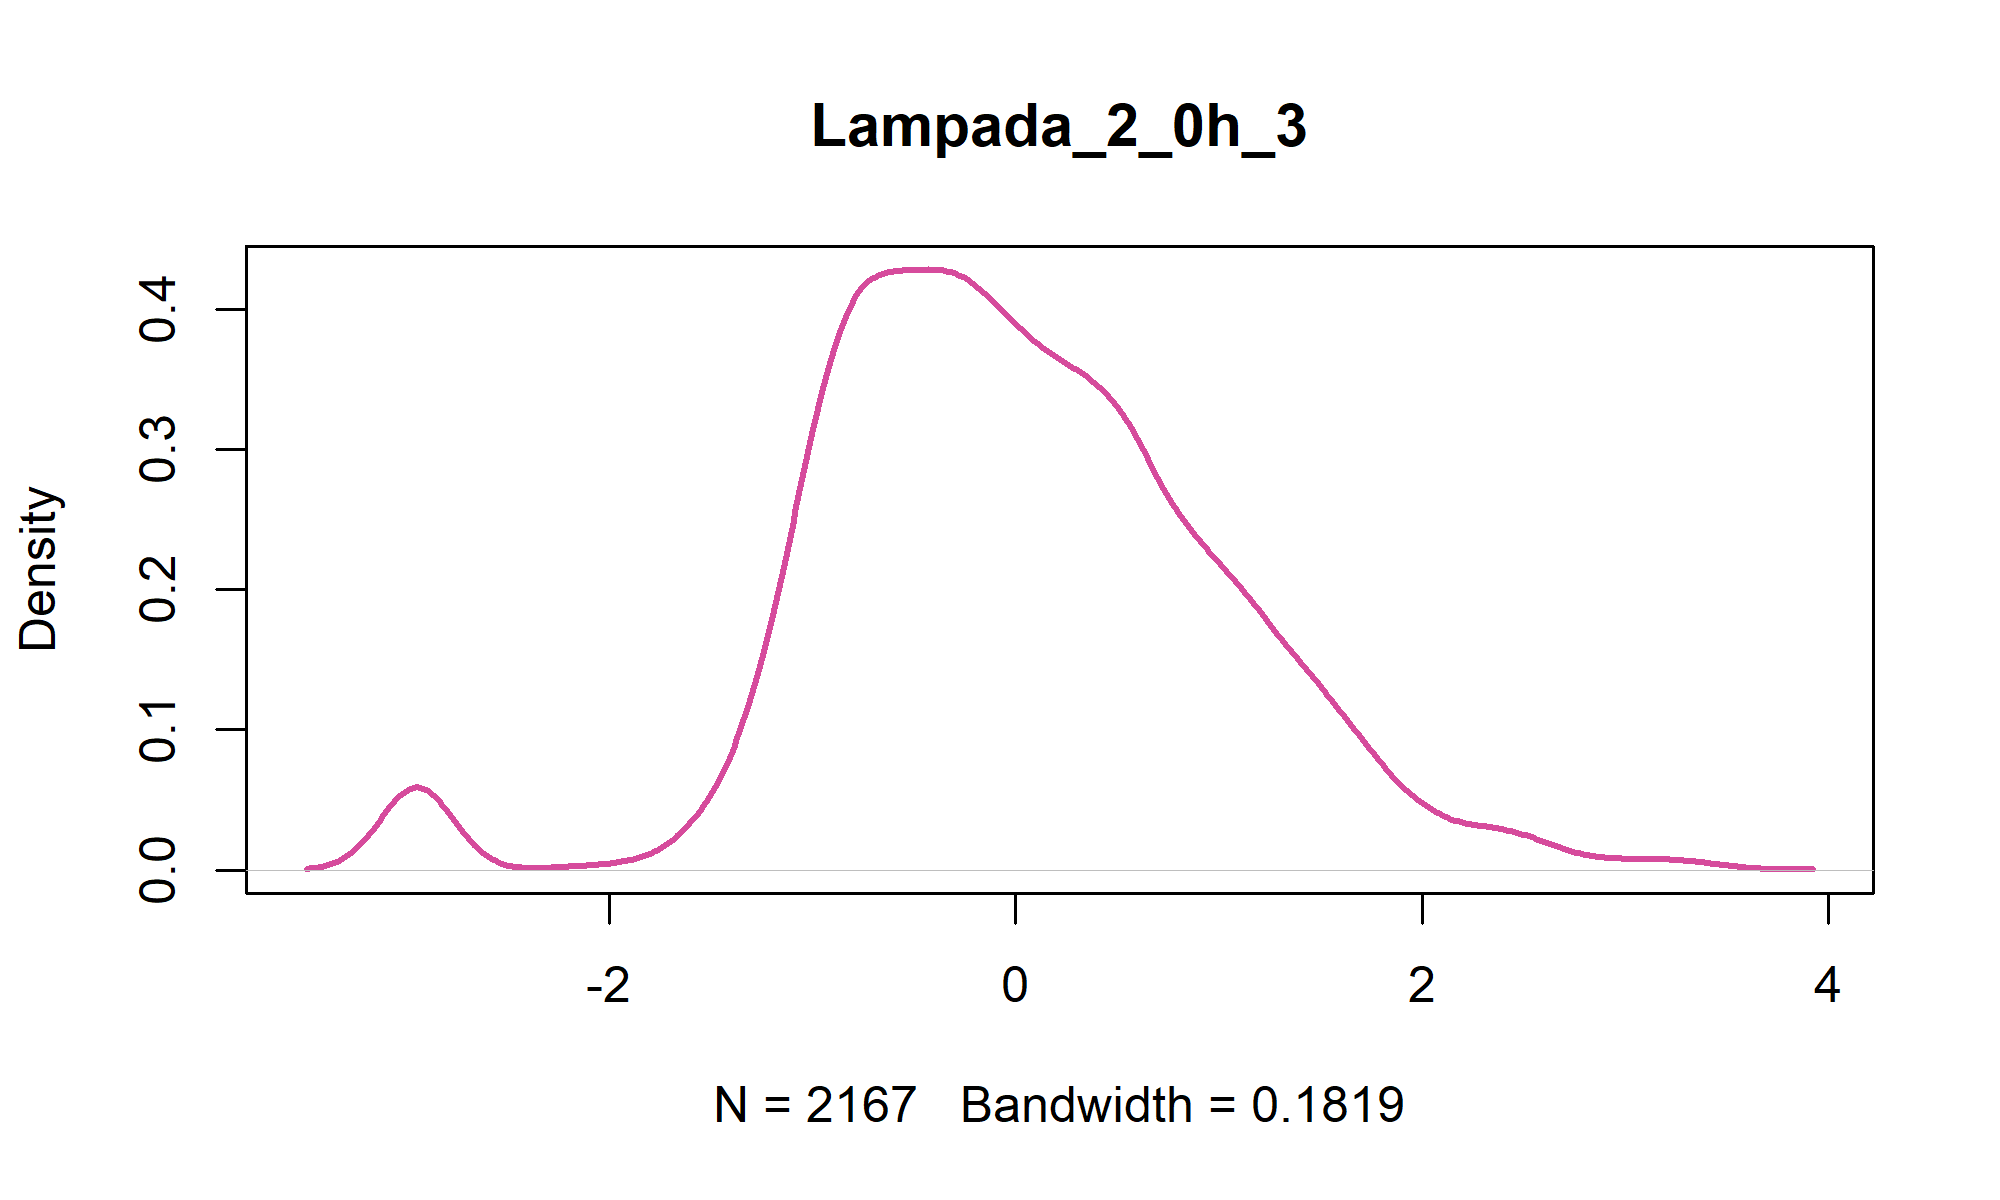 Lampada_2_0h_3
Density
0.4
0.3
0.2
0.1
0.0
-2 0 2 4
N = 2167 Bandwidth = 0.1819